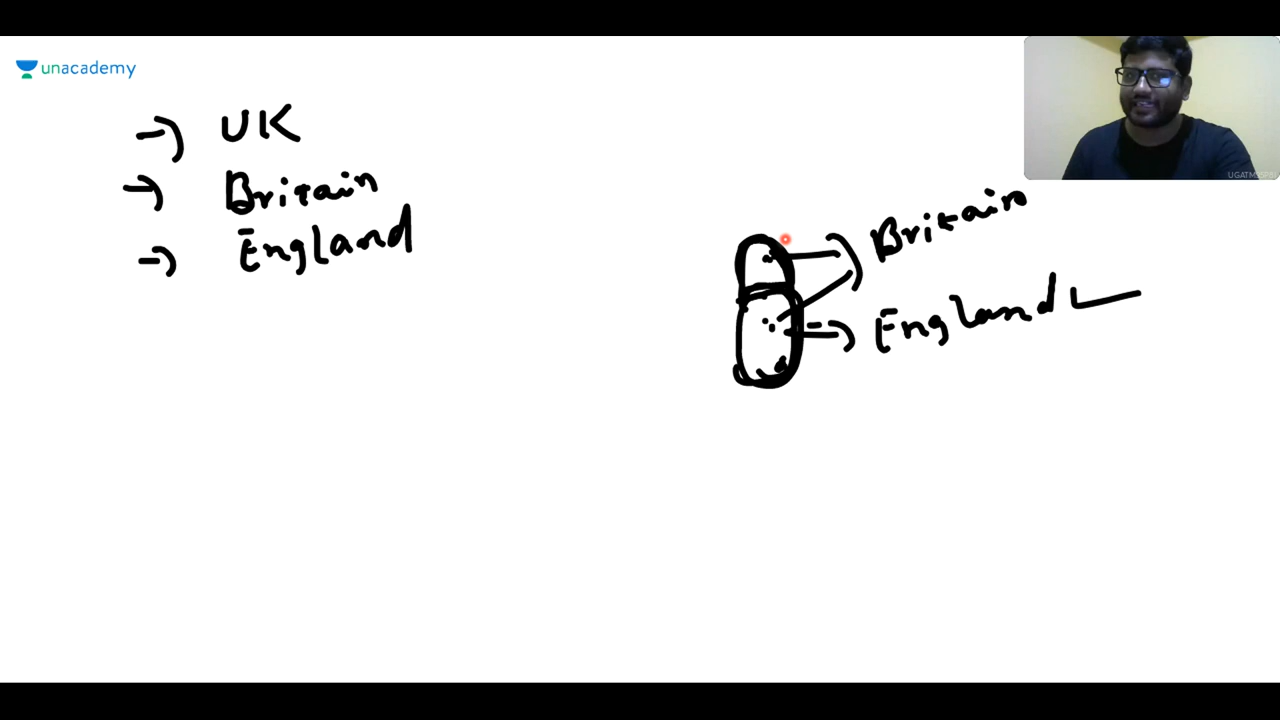 unacademy
→ UK
→ Britain
→ England
Britain
England ✓